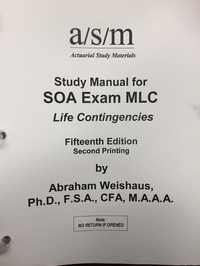 a/s/m
Actuarial Study Materials
Study Manual for
SOA Exam MLC
Life Contingencies
Fifteenth Edition
Second Printing
by
Abraham Weishaus,
Ph.D., F.S.A., CFA, M.A.A.A.
Note:
NO RETURN IF OPENED